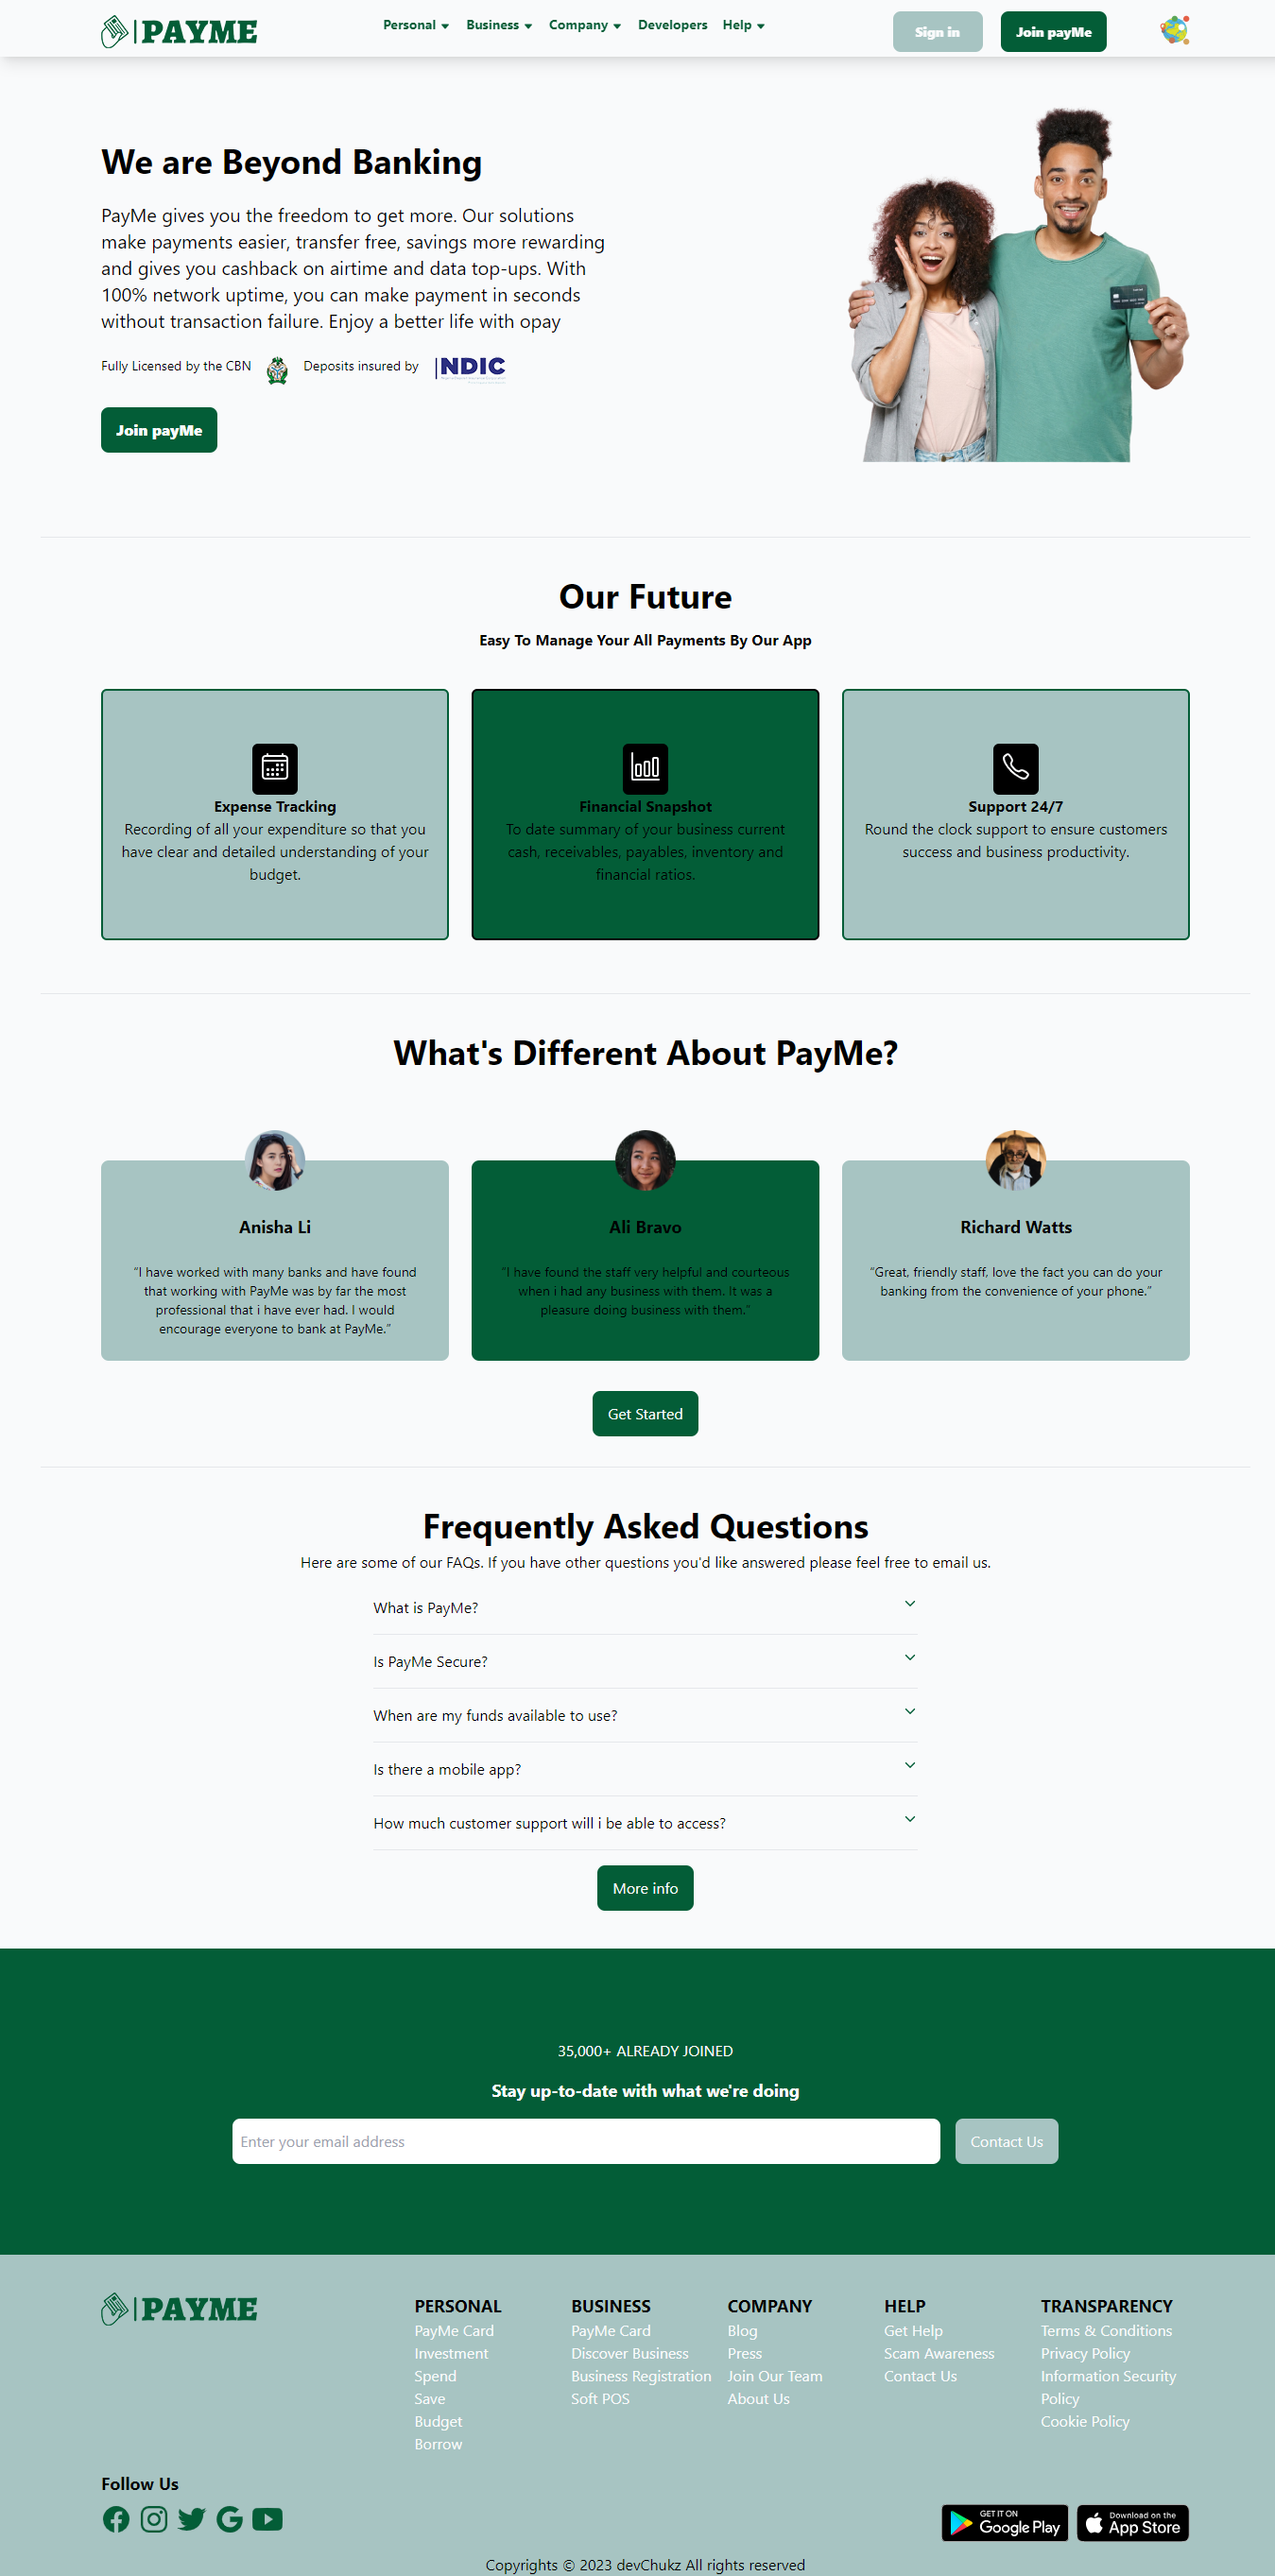 PAYME
Personal
Business
Company
Developers
Help
Sign in
Join payMe
We are Beyond Banking
PayMe gives you the freedom to get more. Our solutions
make payments easier, transfer free, savings more rewarding
and gives you cashback on airtime and data top-ups. With
100% network uptime, you can make payment in seconds
without transaction failure. Enjoy a better life with opay
Fully Licensed by the CBN
Deposits insured by
NDIC
Join payMe
Our Future
Easy To Manage Your All Payments By Our App
Expense Tracking
Recording of all your expenditure so that you
have clear and detailed understanding of your
budget.
Financial Snapshot
To date summary of your business current
cash, receivables, payables, inventory and
financial ratios.
Support 24/7
Round the clock support to ensure customers
success and business productivity.
What's Different About PayMe?
Anisha Li
“I have worked with many banks and have found
that working with PayMe was by far the most
professional that i have ever had. I would
encourage everyone to bank at PayMe.”
Ali Bravo
“I have found the staff very helpful and courteous
when i had any business with them. It was a
pleasure doing business with them.”
Richard Watts
“Great, friendly staff, love the fact you can do your
banking from the convenience of your phone.”
Get Started
Frequently Asked Questions
Here are some of our FAQs. If you have other questions you'd like answered please feel free to email us.
What is PayMe?
Is PayMe Secure?
When are my funds available to use?
Is there a mobile app?
How much customer support will i be able to access?
More info
35,000+ ALREADY JOINED
Stay up-to-date with what we're doing
Enter your email address
Contact Us
PAYME
PERSONAL
PayMe Card
Investment
Spend
Save
Budget
Borrow
BUSINESS
PayMe Card
Discover Business
Business Registration
Soft POS
COMPANY
Blog
Press
Join Our Team
About Us
HELP
Get Help
Scam Awareness
Contact Us
TRANSPARENCY
Terms & Conditions
Privacy Policy
Information Security
Policy
Cookie Policy
Follow Us
GET IT ON
Google Play
Download on the
App Store
Copyrights © 2023 devChukz All rights reserved